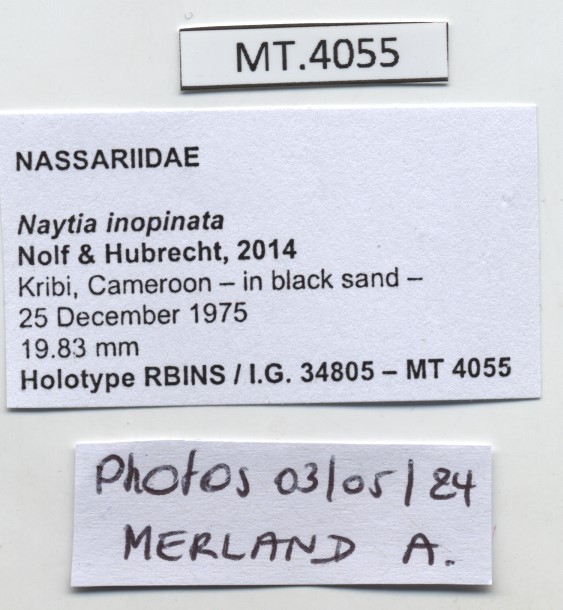 MT.4055
NASSARIIDAE
Naytia inopinata
Nolf & Hubrecht, 2014
Kribi, Cameroon – in black sand –
25 December 1975
19.83 mm
Holotype RBINS / I.G. 34805 – MT 4055
Photos 03/05/24
MERLAND A.